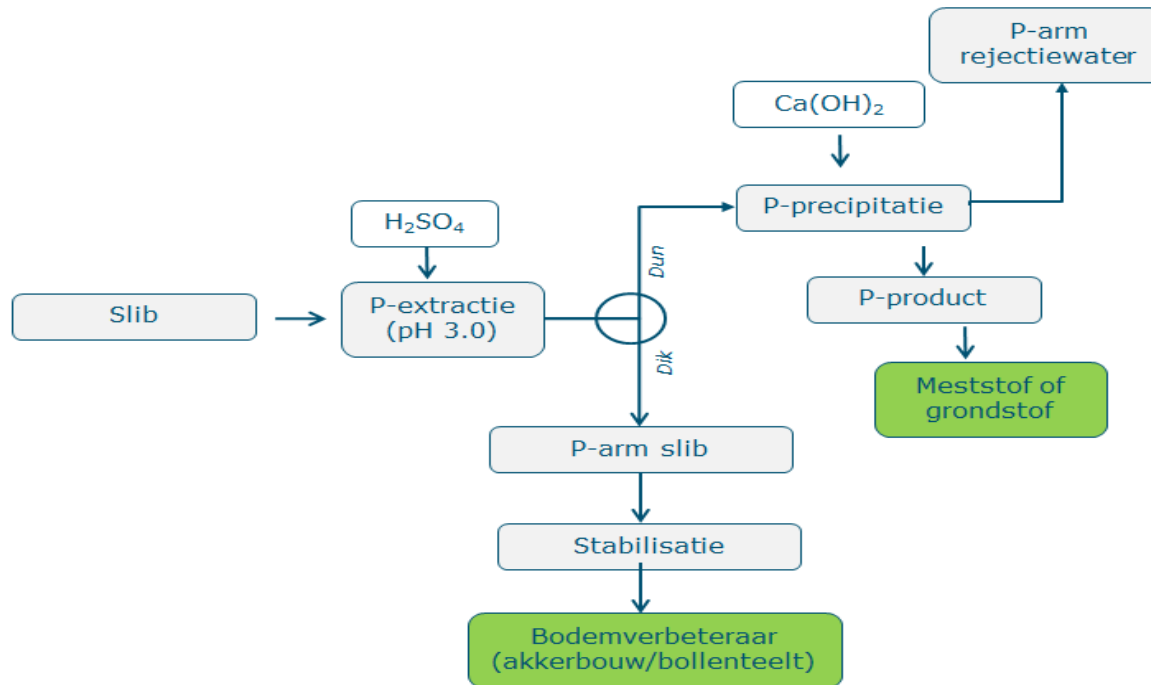 P-arm
rejectiewater
Ca(OH)₂
P-precipitatie
H₂SO₄
Dun
P-product
Slib
P-extractie
(pH 3.0)
Dik
Meststof of
grondstof
P-arm slib
Stabilisatie
Bodemverbeteraar
(akkerbouw/bollenteelt)